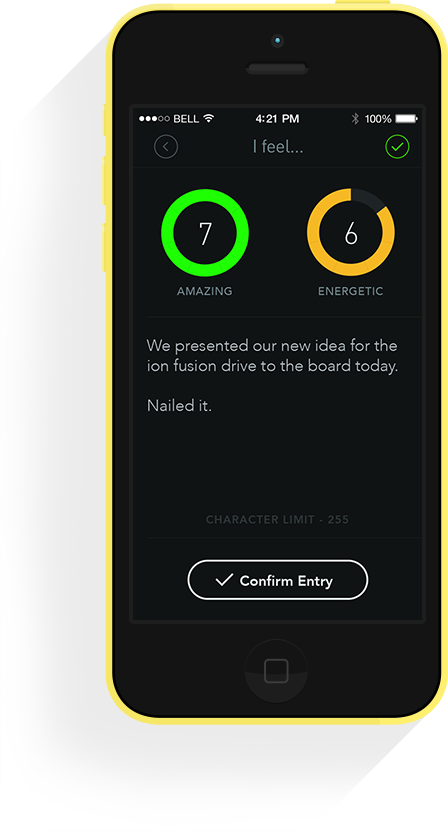 BELL 4:21 PM 100%
I feel...
7 6
AMAZING ENERGETIC
We presented our new idea for the
ion fusion drive to the board today.
Nailed it.
CHARACTER LIMIT - 255
Confirm Entry